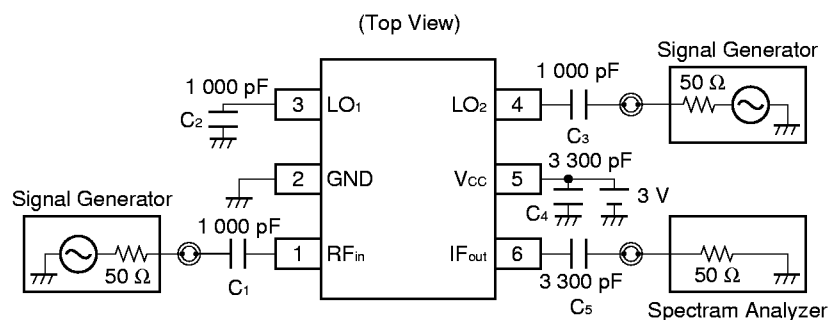 (Top View)
Signal Generator
1 000 pF
1 000 pF
50 Ω
3
LO1
LO2
4
C2
C3
3 300 pF
2
GND
VCC
5
Signal Generator
C4
3 V
1 000 pF
1
RFin
IFout
6
50 Ω
C1
3 300 pF
50 Ω
C5
Spectram Analyzer